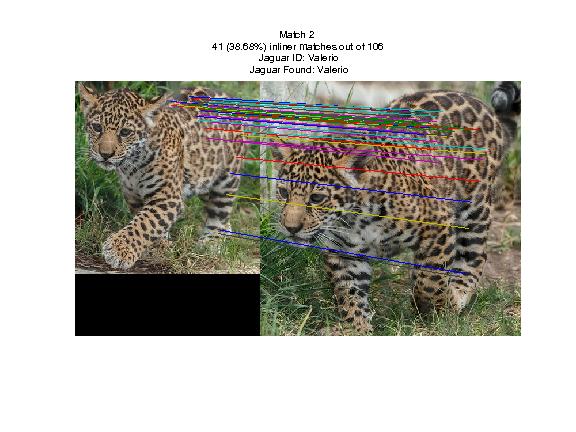 Match 2
41 (38.68%) inliner matches out of 106
Jaguar ID: Valerio
Jaguar Found: Valerio